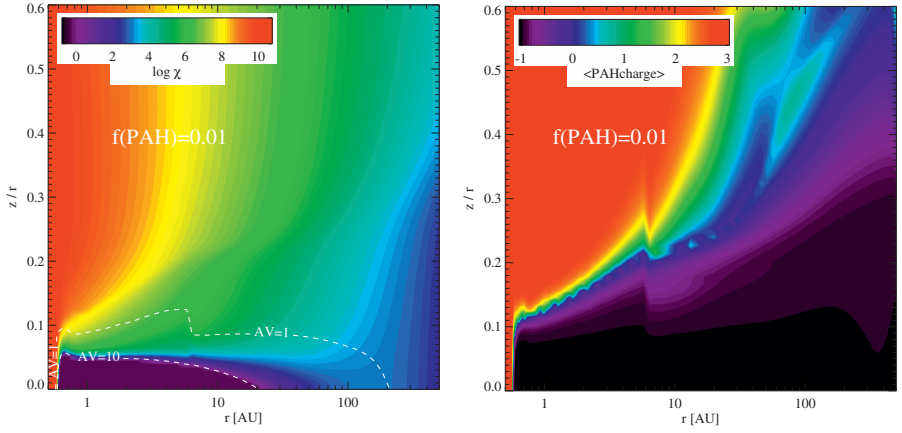 0 2 4 6 8 10
log χ
f(PAH)=0.01
0.6
0.5
0.4
0.3
0.2
0.1
0.0
z / r
AV=1
AV=10
AV=1
1 10 100
r [AU]
-1 0 1 2 3
<PAHcharge>
f(PAH)=0.01
0.6
0.5
0.4
0.3
0.2
0.1
0.0
z / r
1 10 100
r [AU]